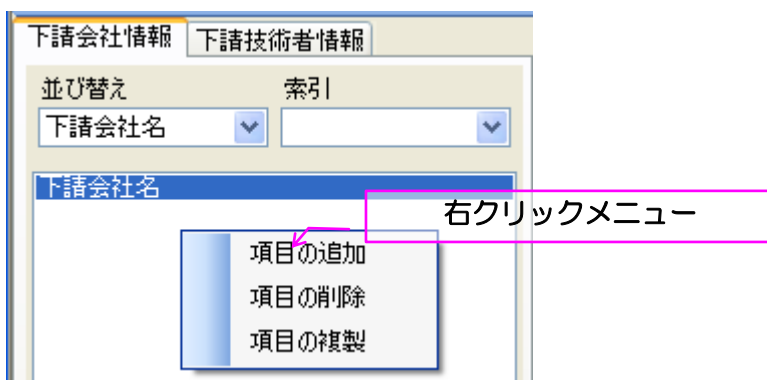 下請会社情報 下請技術者情報
並び替え 索引
下請会社名
下請会社名
右クリックメニュー
項目の追加
項目の削除
項目の複製